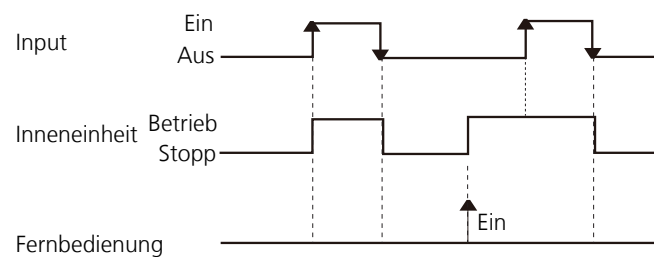 Ein
Input
Aus
Betrieb
Inneneinheit
Stopp
Ein
Fernbedienung